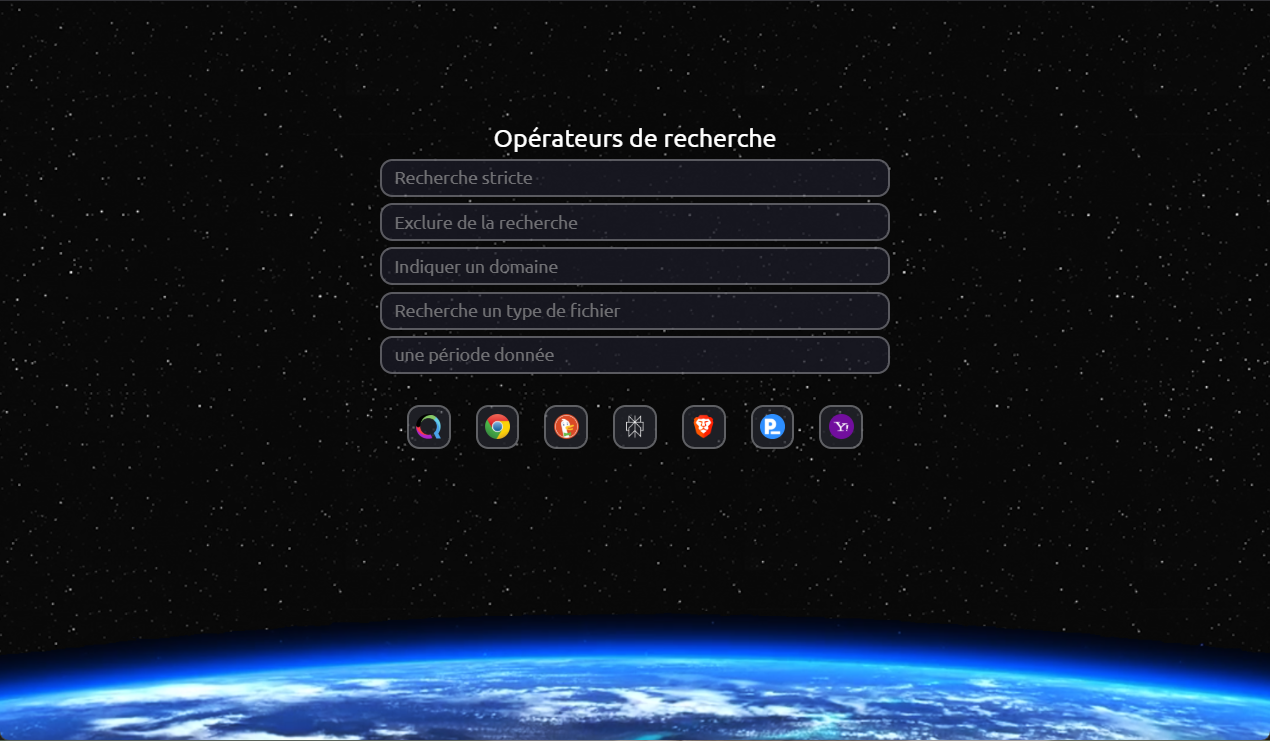 Opérateurs de recherche
Recherche stricte
Exclure de la recherche
Indiquer un domaine
Recherche un type de fichier
une période donnée